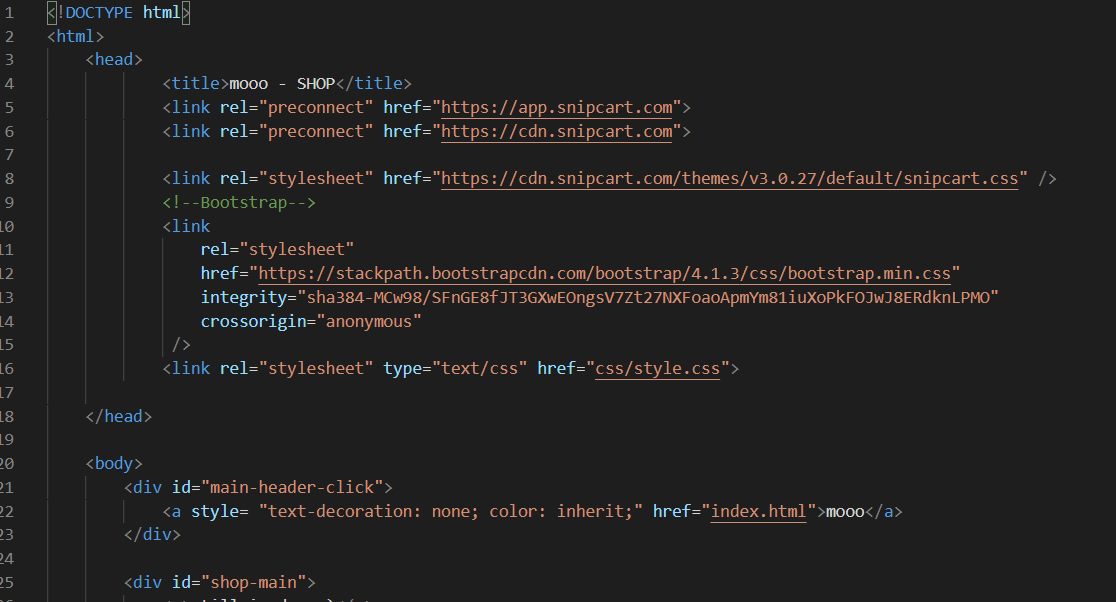 1 <!DOCTYPE html>
2 <html>
3 <head>
4 <title>mooo - SHOP</title>
5 <link rel="preconnect" href="https://app.snipcart.com">
6 <link rel="preconnect" href="https://cdn.snipcart.com">
7
8 <link rel="stylesheet" href="https://cdn.snipcart.com/themes/v3.0.27/default/snipcart.css" />
9 <!--Bootstrap-->
10 <link
11 rel="stylesheet"
12 href="https://stackpath.bootstrapcdn.com/bootstrap/4.1.3/css/bootstrap.min.css"
13 integrity="sha384-MCw98/SFnGE8fJT3GXwEOngsV7Zt27NXFoaoApmYm81iuXoPkFOJwJ8ERdknLPMO"
14 crossorigin="anonymous"
15 />
16 <link rel="stylesheet" type="text/css" href="css/style.css">
17
18 </head>
19
20 <body>
21 <div id="main-header-click">
22 <a style= "text-decoration: none; color: inherit;" href="index.html">mooo</a>
23 </div>
24
25 <div id="shop-main">